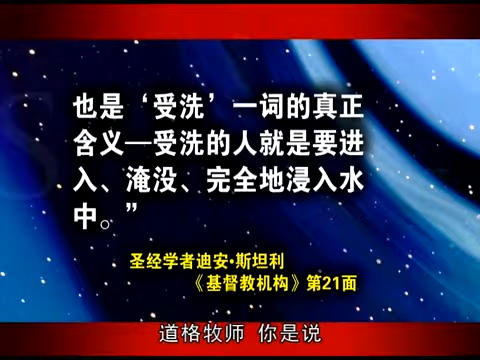 也是‘受洗’一词的真正
含义—受洗的人就是要进
入、淹没、完全地浸入水
中。”
圣经学者迪安·斯坦利
《基督教机构》第21面
道格牧师 你是说